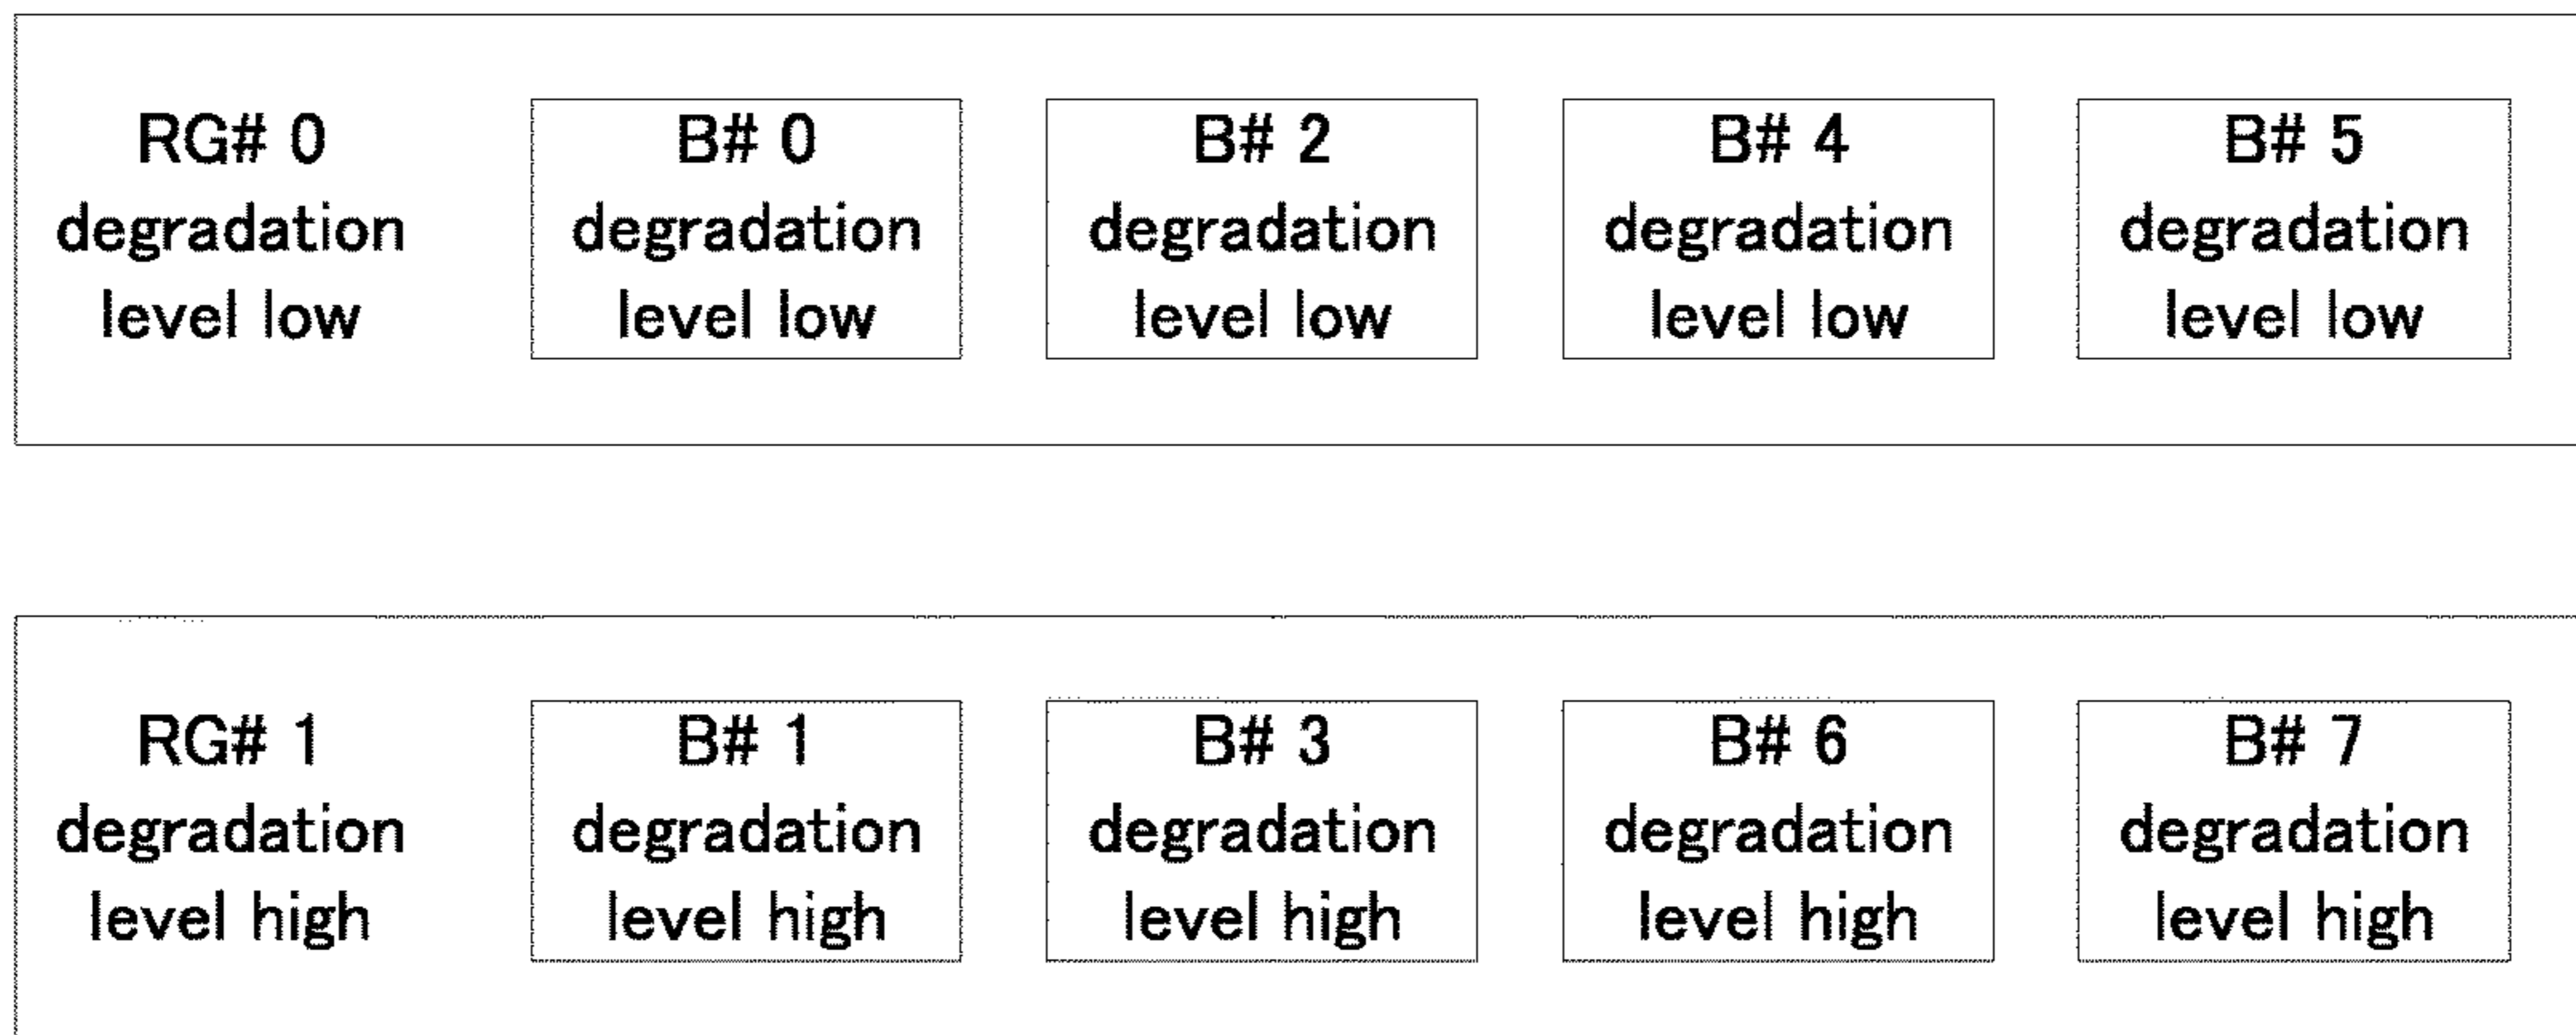 RG# 0
degradation
level low
B# 0
degradation
level low
B# 2
degradation
level low
B# 4
degradation
level low
B# 5
degradation
level low
RG# 1
degradation
level high
B# 1
degradation
level high
B# 3
degradation
level high
B# 6
degradation
level high
B# 7
degradation
level high